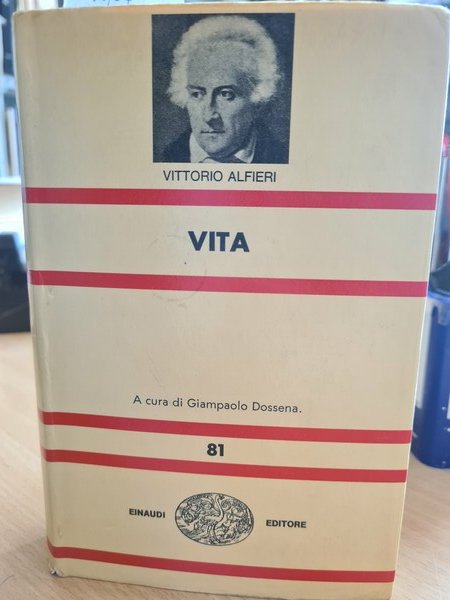 VITTORIO ALFIERI
VITA
A cura di Giampaolo Dossena.
81
EINAUDI EDITORE